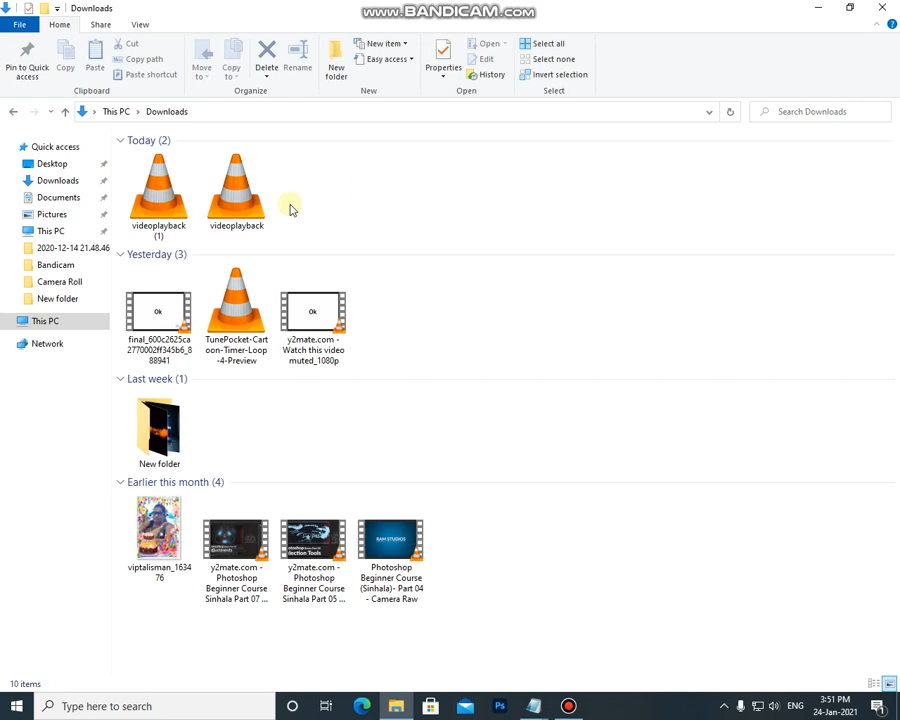 Downloads
WWW.BANDICAM.COM
File Home Share View
Pin to Quick access
Copy
Paste
Cut
Copy path
Paste shortcut
Clipboard
Move to
Copy to
Delete
Rename
Organize
New folder
New item
Easy access
New
Properties
Open
Edit
History
Open
Select all
Select none
Invert selection
Select
This PC Downloads
Search Downloads
Quick access
Desktop
Downloads
Documents
Pictures
This PC
2020-12-14 21.48.46
Bandicam
Camera Roll
New folder
This PC
Network
Today (2)
videoplayback
(1)
videoplayback
Yesterday (3)
Ok
final_600c2625ca
2770002ff345b6_8
88941
TunePocket-Cart
oon-Timer-Loop
-4-Preview
Ok
y2mate.com -
Watch this video
muted_1080p
Last week (1)
New folder
Earlier this month (4)
viptalisman_1634
76
y2mate.com -
Photoshop
Beginner Course
Sinhala Part 07 ...
y2mate.com -
Photoshop
Beginner Course
Sinhala Part 05 ...
RAM STUDIOS
Photoshop
Beginner Course
(Sinhala)- Part 04
- Camera Raw
10 items
Type here to search
Ps
ENG
3:51 PM
24-Jan-2021
1